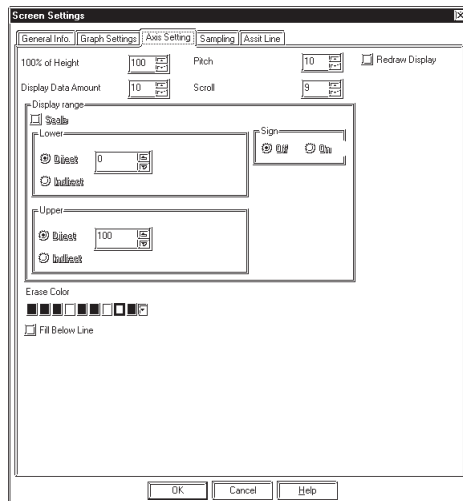 Screen Settings
General Info. Graph Settings Axis Setting Sampling Assit Line
100% of Height 100 Pitch 10 Redraw Display
Display Data Amount 10 Scroll 9
Display range
Scale
Lower
Direct 0
Indirect
Sign
Off On
Upper
Direct 100
Indirect
Erase Color
Fill Below Line
OK Cancel Help